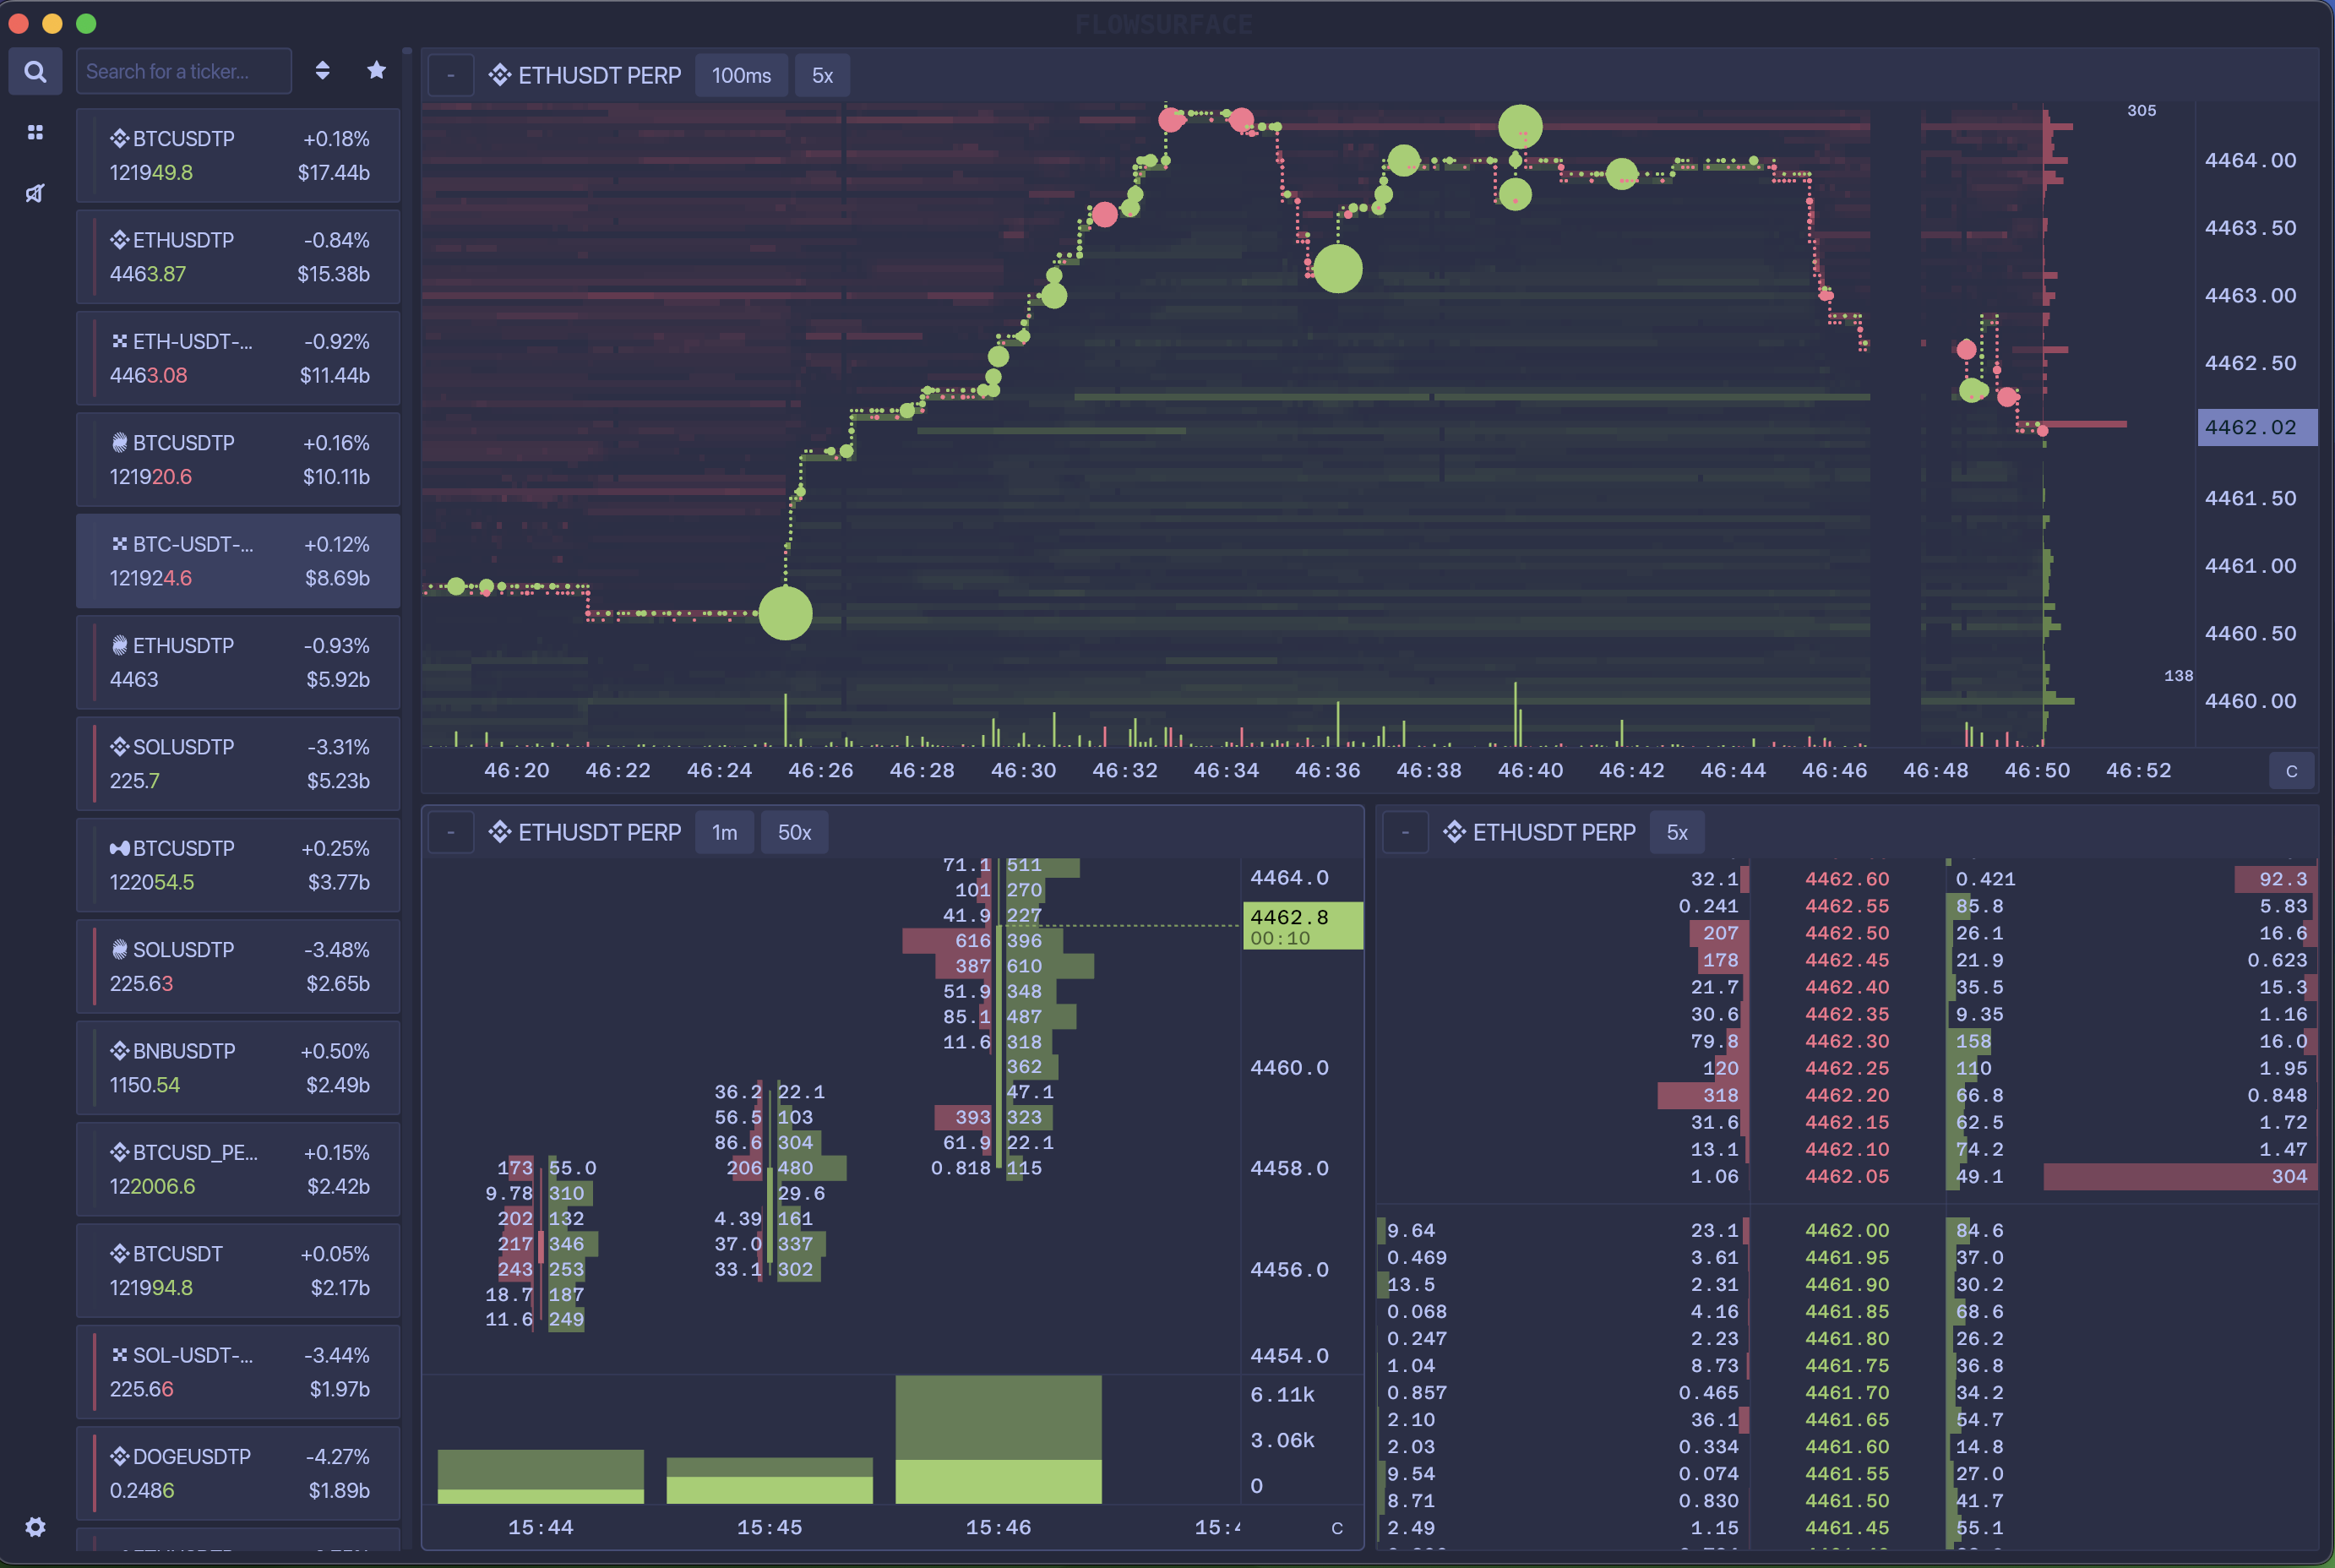 FLOWSURFACE
Search for a ticker...
BTCUSDTP +0.18%
121949.8 $17.44b
ETHUSDTP -0.84%
4463.87 $15.38b
ETH-USDT-... -0.92%
4463.08 $11.44b
BTCUSDTP +0.16%
121920.6 $10.11b
BTC-USDT-... +0.12%
121924.6 $8.69b
ETHUSDTP -0.93%
4463 $5.92b
SOLUSDTP -3.31%
225.7 $5.23b
BTCUSDTP +0.25%
122054.5 $3.77b
SOLUSDTP -3.48%
225.63 $2.65b
BNBUSDTP +0.50%
1150.54 $2.49b
BTCUSD_PE... +0.15%
122006.6 $2.42b
BTCUSDT +0.05%
121994.8 $2.17b
SOL-USDT-... -3.44%
225.66 $1.97b
DOGEUSDTP -4.27%
0.2486 $1.89b
- ETHUSDT PERP 100ms 5x
305
4464.00
4463.50
4463.00
4462.50
4462.02
4461.50
4461.00
4460.50
138
4460.00
46:20 46:22 46:24 46:26 46:28 46:30 46:32 46:34 46:36 46:38 46:40 46:42 46:44 46:46 46:48 46:50 46:52 C
- ETHUSDT PERP 1m 50x
71.1 511
101 270
41.9 227
616 396
387 610
51.9 348
85.1 487
11.6 318
362
47.1
393 323
61.9 22.1
0.818 115
36.2 22.1
56.5 103
86.6 304
206 480
29.6
4.39 161
37.0 337
33.1 302
173 55.0
9.78 310
202 132
217 346
243 253
18.7 187
11.6 249
4464.0
4462.8
00:10
4460.0
4458.0
4456.0
4454.0
6.11k
3.06k
0
15:44 15:45 15:46 15:4 C
- ETHUSDT PERP 5x
32.1 4462.60 0.421 92.3
0.241 4462.55 85.8 5.83
207 4462.50 26.1 16.6
178 4462.45 21.9 0.623
21.7 4462.40 35.5 15.3
30.6 4462.35 9.35 1.16
79.8 4462.30 158 16.0
120 4462.25 110 1.95
318 4462.20 66.8 0.848
31.6 4462.15 62.5 1.72
13.1 4462.10 74.2 1.47
1.06 4462.05 49.1 304
9.64 23.1 4462.00 84.6
0.469 3.61 4461.95 37.0
13.5 2.31 4461.90 30.2
0.068 4.16 4461.85 68.6
0.247 2.23 4461.80 26.2
1.04 8.73 4461.75 36.8
0.857 0.465 4461.70 34.2
2.10 36.1 4461.65 54.7
2.03 0.334 4461.60 14.8
9.54 0.074 4461.55 27.0
8.71 0.830 4461.50 41.7
2.49 1.15 4461.45 55.1